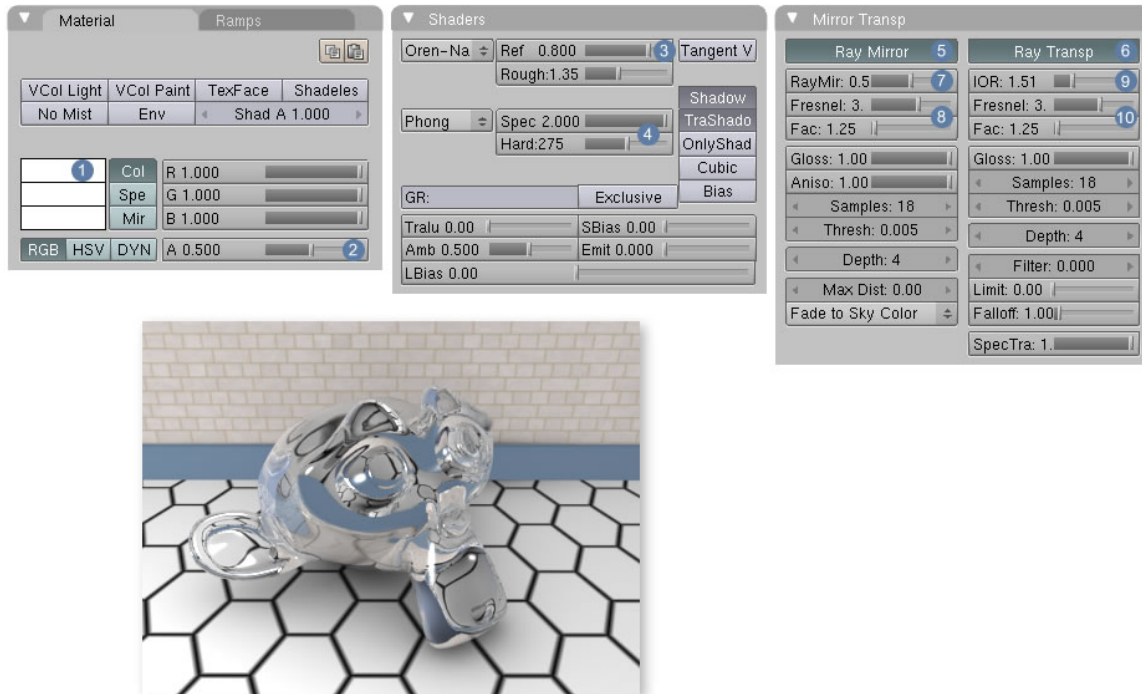 Material
Ramps
VCol Light VCol Paint TexFace Shadeles
No Mist Env Shad A 1.000
1
Col R 1.000
Spe G 1.000
Mir B 1.000
RGB HSV DYN A 0.500 2
Shaders
Oren-Na Ref 0.800 3 Tangent V
Rough:1.35
Shadow
Phong Spec 2.000 TraShado
4
Hard:275 OnlyShad
Cubic
GR: Exclusive Bias
Tralu 0.00 SBias 0.00
Amb 0.500 Emit 0.000
LBias 0.00
Mirror Transp
Ray Mirror 5
RayMir: 0.5 7
Fresnel: 3.
8
Fac: 1.25
Gloss: 1.00
Aniso: 1.00
Samples: 18
Thresh: 0.005
Depth: 4
Max Dist: 0.00
Fade to Sky Color
Ray Transp 6
IOR: 1.51 9
Fresnel: 3.
10
Fac: 1.25
Gloss: 1.00
Samples: 18
Thresh: 0.005
Depth: 4
Filter: 0.000
Limit: 0.00
Falloff: 1.00
SpecTra: 1.